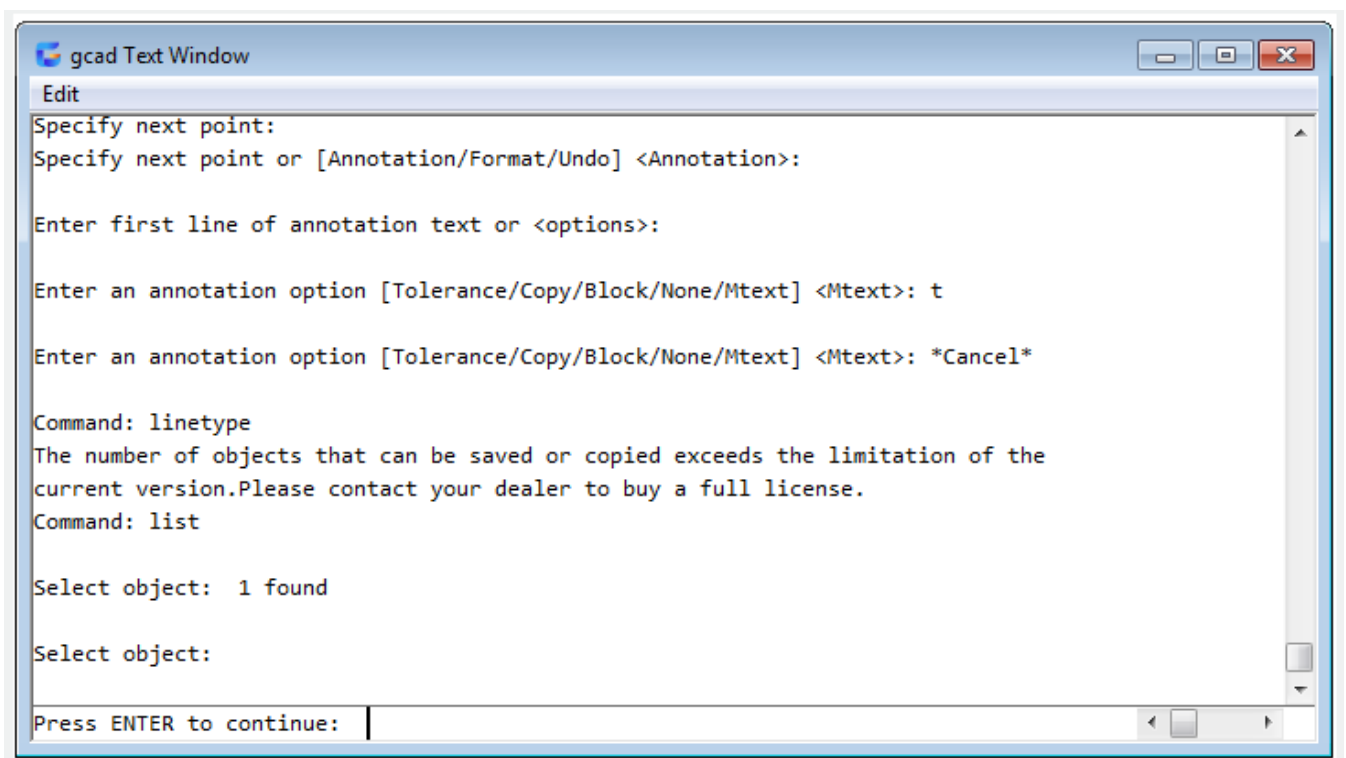 gcad Text Window
Edit
Specify next point:
Specify next point or [Annotation/Format/Undo] <Annotation>:
Enter first line of annotation text or <options>:
Enter an annotation option [Tolerance/Copy/Block/None/Mtext] <Mtext>: t
Enter an annotation option [Tolerance/Copy/Block/None/Mtext] <Mtext>: *Cancel*
Command: linetype
The number of objects that can be saved or copied exceeds the limitation of the
current version.Please contact your dealer to buy a full license.
Command: list
Select object:  1 found
Select object:
Press ENTER to continue: